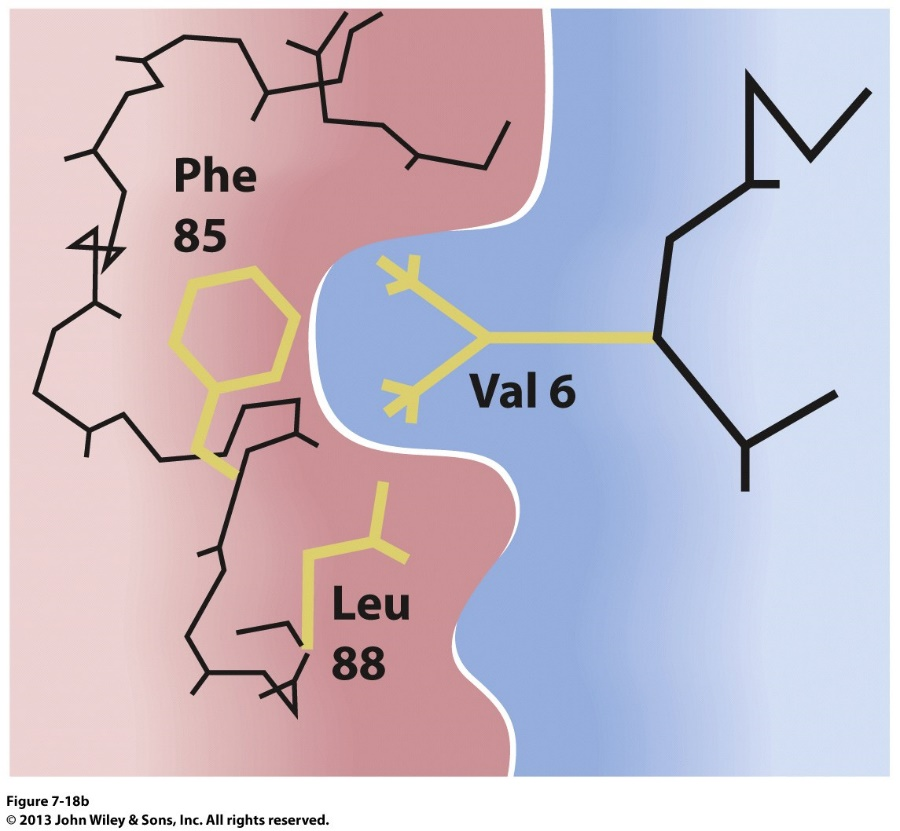 Phe
85
Val 6
Leu
88
Figure 7-18b
© 2013 John Wiley & Sons, Inc. All rights reserved.